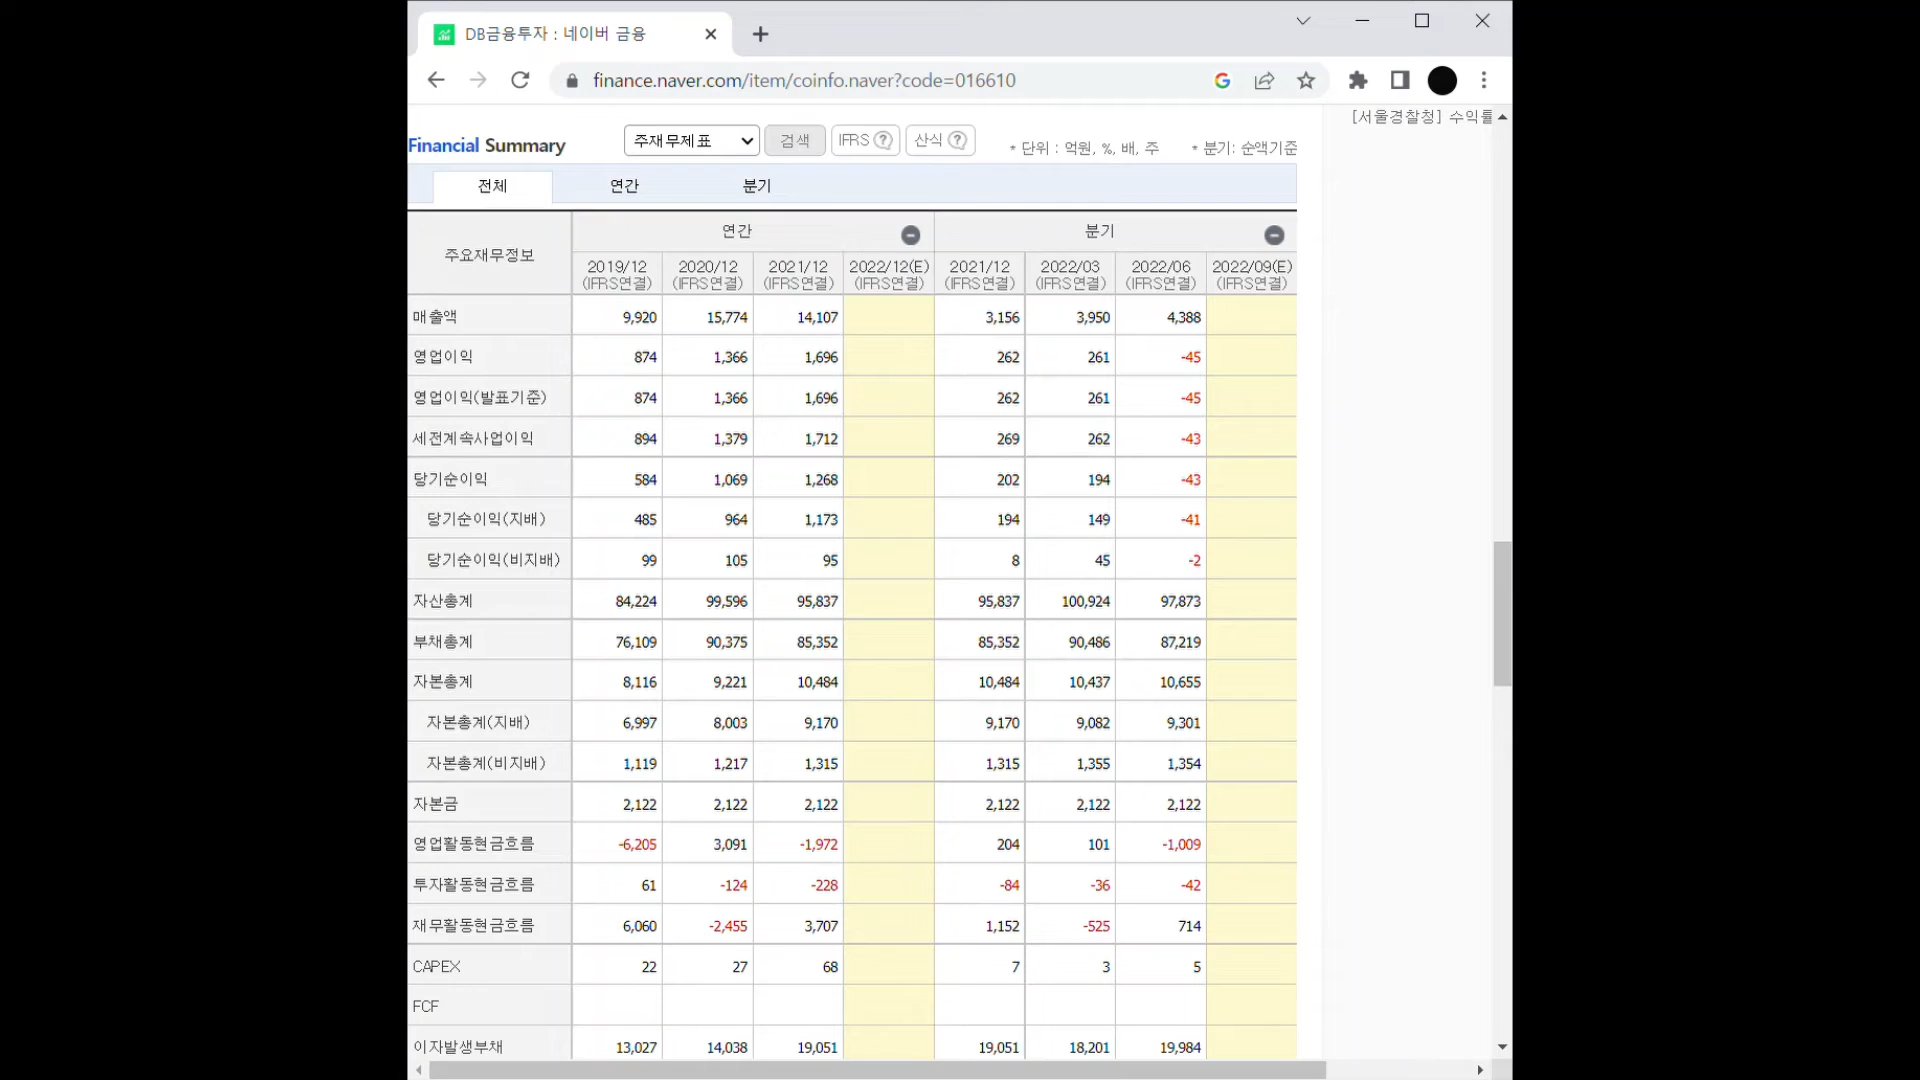 DB금융투자 : 네이버 금융
finance.naver.com/item/coinfo.naver?code=016610
[서울경찰청] 수익률
Financial Summary 주재무제표 검색 IFRS ? 산식 ? * 단위 : 억원, %, 배, 주 * 분기: 순액기준
전체 연간 분기
주요재무정보 연간 분기
2019/12 2020/12 2021/12 2022/12(E) 2021/12 2022/03 2022/06 2022/09(E)
(IFRS연결) (IFRS연결) (IFRS연결) (IFRS연결) (IFRS연결) (IFRS연결) (IFRS연결) (IFRS연결)
매출액 9,920 15,774 14,107 3,156 3,950 4,388
영업이익 874 1,366 1,696 262 261 -45
영업이익(발표기준) 874 1,366 1,696 262 261 -45
세전계속사업이익 894 1,379 1,712 269 262 -43
당기순이익 584 1,069 1,268 202 194 -43
당기순이익(지배) 485 964 1,173 194 149 -41
당기순이익(비지배) 99 105 95 8 45 -2
자산총계 84,224 99,596 95,837 95,837 100,924 97,873
부채총계 76,109 90,375 85,352 85,352 90,486 87,219
자본총계 8,116 9,221 10,484 10,484 10,437 10,655
자본총계(지배) 6,997 8,003 9,170 9,170 9,082 9,301
자본총계(비지배) 1,119 1,217 1,315 1,315 1,355 1,354
자본금 2,122 2,122 2,122 2,122 2,122 2,122
영업활동현금흐름 -6,205 3,091 -1,972 204 101 -1,009
투자활동현금흐름 61 -124 -228 -84 -36 -42
재무활동현금흐름 6,060 -2,455 3,707 1,152 -525 714
CAPEX 22 27 68 7 3 5
FCF
이자발생부채 13,027 14,038 19,051 19,051 18,201 19,984